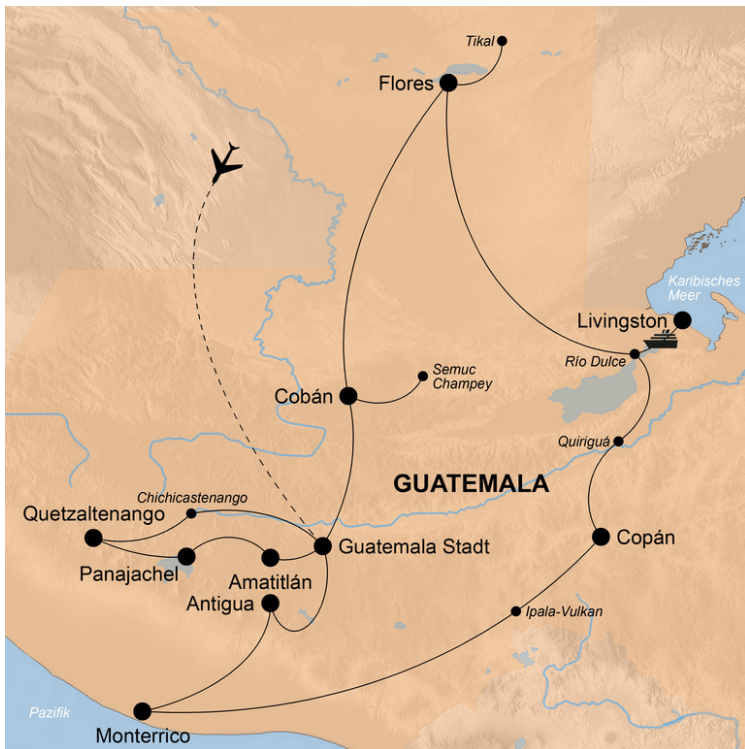 Tikal
Flores
Karibisches
Meer
Livingston
Río Dulce
Semuc
Champey
Cobán
Quiriguá
GUATEMALA
Chichicastenango
Quetzaltenango
Guatemala Stadt
Copán
Panajachel
Amatitlán
Antigua
Ipala-Vulkan
Pazifik
Monterrico